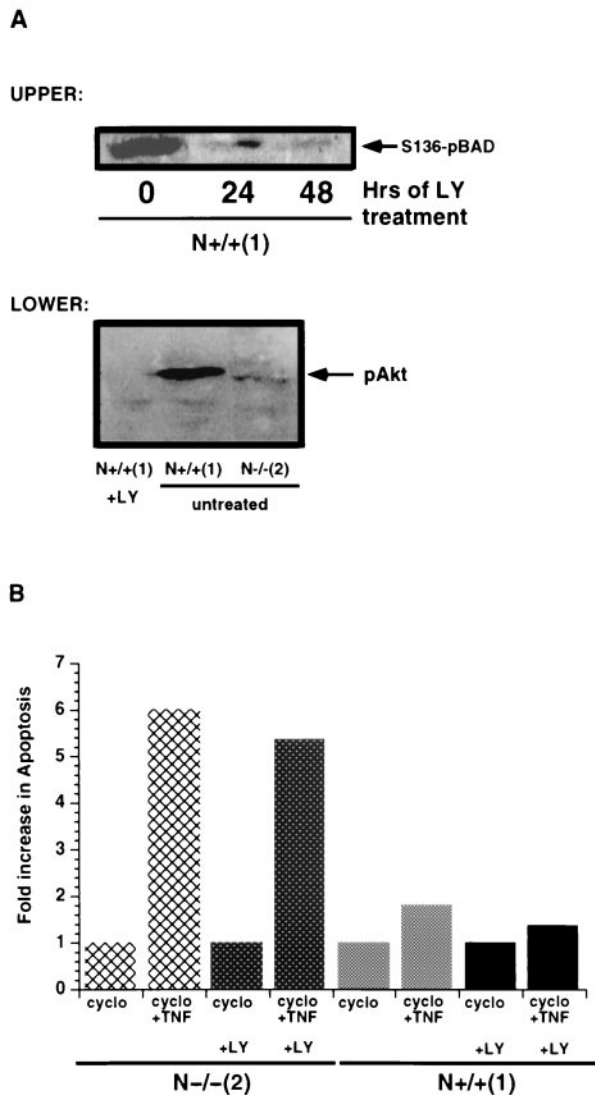 A
UPPER:
S136-pBAD
0 24 48 Hrs of LY
treatment
N+/+(1)
LOWER:
pAkt
N+/+(1) N+/+(1) N-/-(2)
+LY untreated
B
Fold increase in Apoptosis
7
6
5
4
3
2
1
0
cyclo cyclo cyclo cyclo cyclo cyclo cyclo cyclo
+TNF +TNF +TNF +TNF
+LY +LY +LY +LY
N−/−(2) N+/+(1)